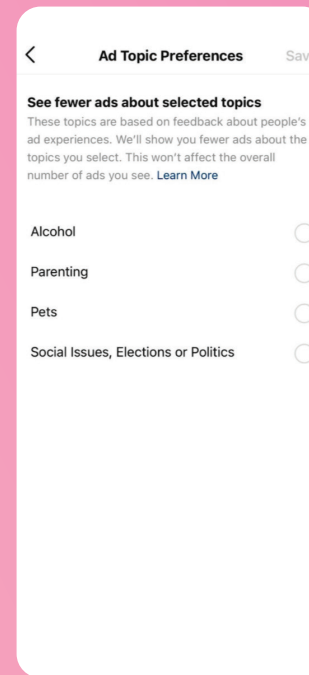 Ad Topic Preferences
See fewer ads about selected topics
These topics are based on feedback about people's
ad experiences. We'll show you fewer ads about the
topics you select. This won't affect the overall
number of ads you see. Learn More
Alcohol
Parenting
Pets
Social Issues, Elections or Politics